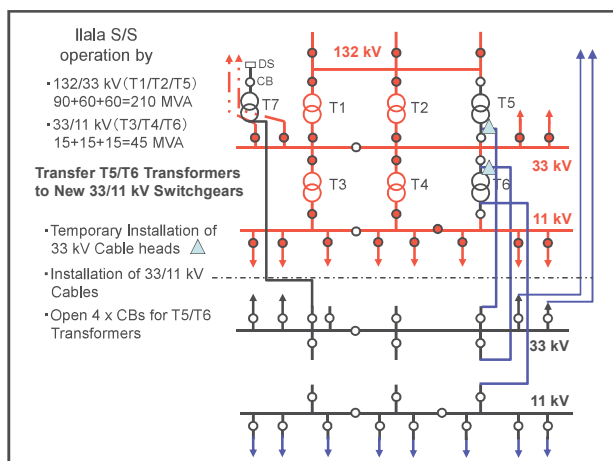 Ilala S/S
operation by
・132/33 kV(T1/T2/T5)
90+60+60=210 MVA
・33/11 kV (T3/T4/T6)
15+15+15=45 MVA
Transfer T5/T6 Transformers
to New 33/11 kV Switchgears
・Temporary Installation of
33 kV Cable heads
・Installation of 33/11 kV
Cables
・Open 4 x CBs for T5/T6
Transformers
132 kV
DS
CB
T7
T1
T2
T5
33 kV
T3
T4
T6
11 kV
33 kV
11 kV